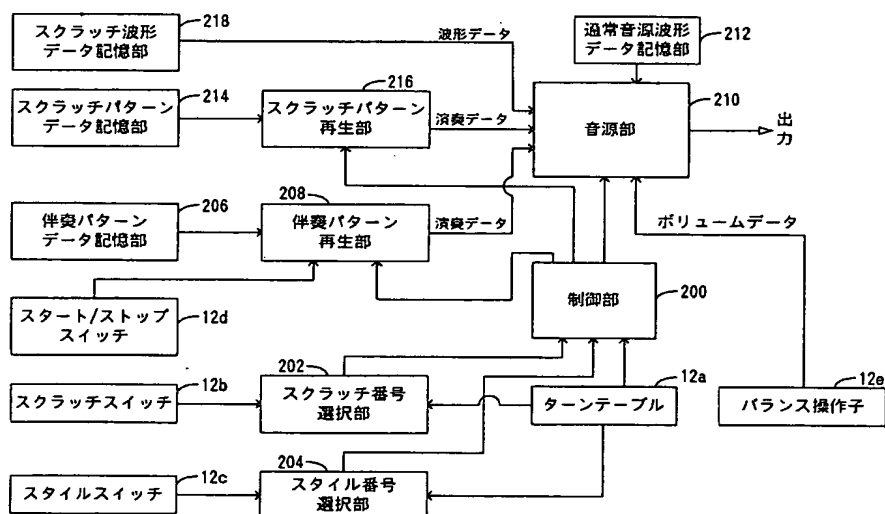 スクラッチ波形
データ記憶部
218
波形データ
通常音源波形
データ記憶部
212
スクラッチパターン
データ記憶部
214
216
スクラッチパターン
再生部
演奏データ
音源部
210
出力
伴奏パターン
データ記憶部
206
208
伴奏パターン
再生部
演奏データ
ボリュームデータ
制御部
200
スタート/ストップ
スイッチ
12d
スクラッチスイッチ
12b
202
スクラッチ番号
選択部
ターンテーブル
12a
バランス操作子
12e
スタイルスイッチ
12c
204
スタイル番号
選択部